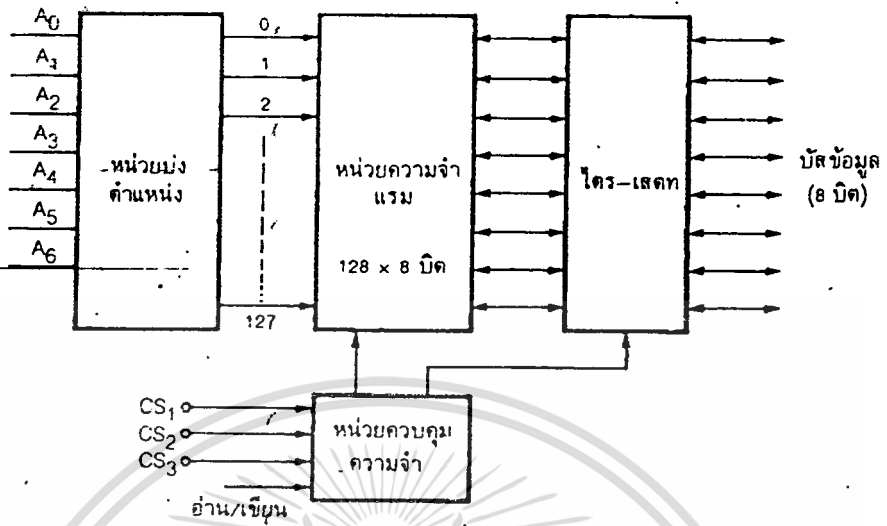 A0
A1
A2
A3
A4
A5
A6
หน่วยบ่ง
ตำแหน่ง
0
1
2
127
หน่วยความจำ
แรม
128 × 8 บิต
ไตร-เสตท
บัสข้อมูล
(8 บิต)
CS1
CS2
CS3
อ่าน/เขียน
หน่วยควบคุม
ความจำ